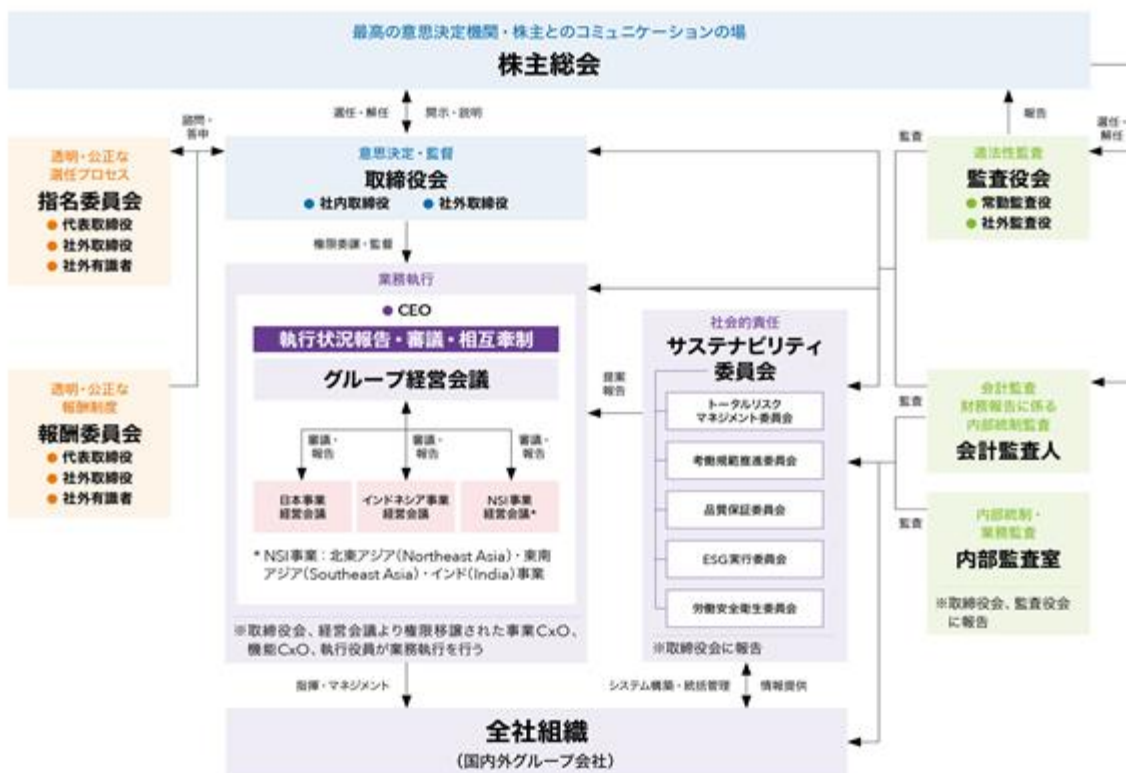 最高の意思決定機関・株主とのコミュニケーションの場
株主総会
選任・解任
開示・説明
報告
選任・
解任
諮問・
答申
監査
透明・公正な
選任プロセス
指名委員会
● 代表取締役
● 社外取締役
● 社外有識者
意思決定・監督
取締役会
● 社内取締役
● 社外取締役
適法性監査
監査役会
● 常勤監査役
● 社外監査役
権限委譲・監督
業務執行
● CEO
執行状況報告・審議・相互牽制
グループ経営会議
審議・
報告
審議・
報告
審議・
報告
日本事業
経営会議
インドネシア事業
経営会議
NSI事業
経営会議*
* NSI事業：北東アジア(Northeast Asia)・東南
アジア(Southeast Asia)・インド(India)事業
※取締役会、経営会議より権限移譲された事業CxO、
機能CxO、執行役員が業務執行を行う
透明・公正な
報酬制度
報酬委員会
● 代表取締役
● 社外取締役
● 社外有識者
提案
報告
社会的責任
サステナビリティ
委員会
トータルリスク
マネジメント委員会
考働規範推進委員会
品質保証委員会
ESG実行委員会
労働安全衛生委員会
※取締役会に報告
監査
会計監査
財務報告に係る
内部統制監査
会計監査人
監査
内部統制・
業務監査
内部監査室
※取締役会、監査役会
に報告
指揮・マネジメント
システム構築・統括管理
情報提供
全社組織
（国内外グループ会社）